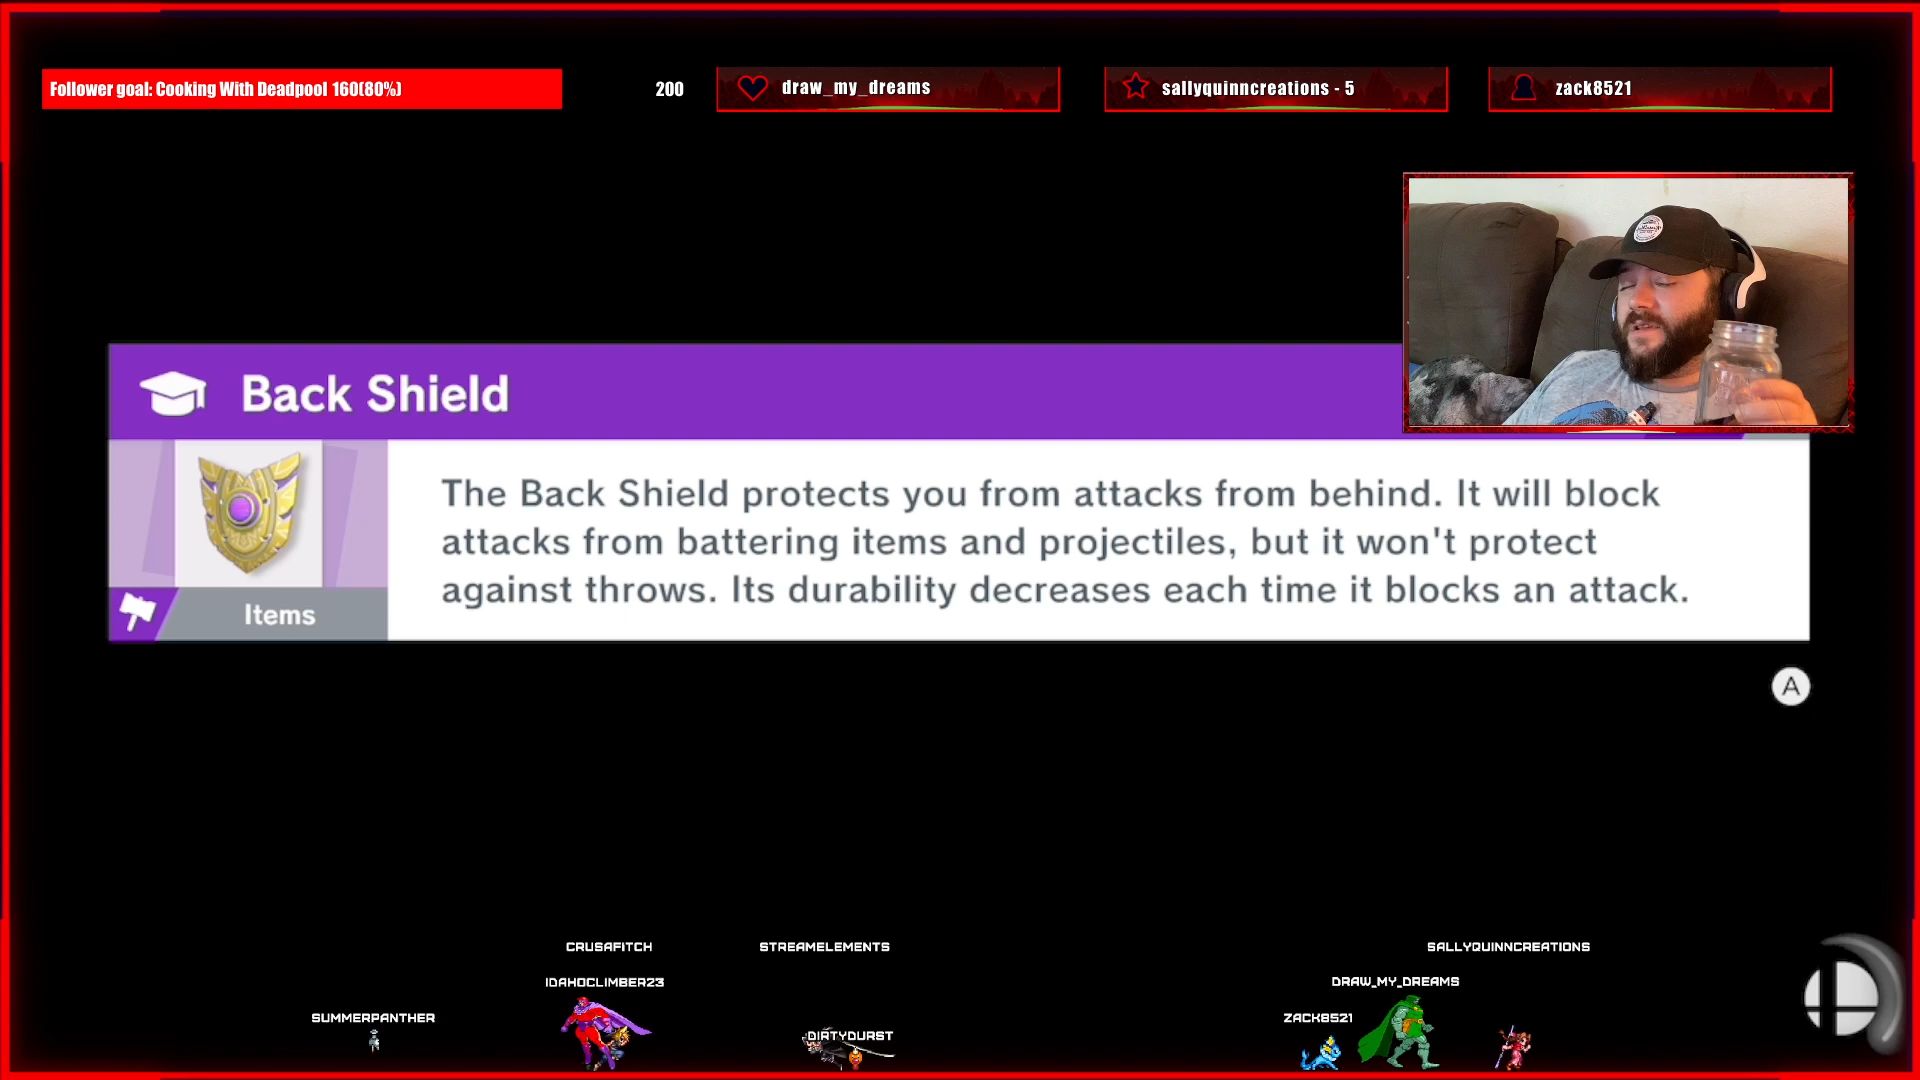 Follower goal: Cooking With Deadpool 160(80%)
200
draw_my_dreams
sallyquinncreations - 5
zack8521
Back Shield
The Back Shield protects you from attacks from behind. It will block
attacks from battering items and projectiles, but it won't protect
against throws. Its durability decreases each time it blocks an attack.
Items
A
CRUSAFITCH
STREAMELEMENTS
SALLYQUINNCREATIONS
IDAHOCLIMBER23
DRAW_MY_DREAMS
SUMMERPANTHER
ZACK8521
DIRTYDURST